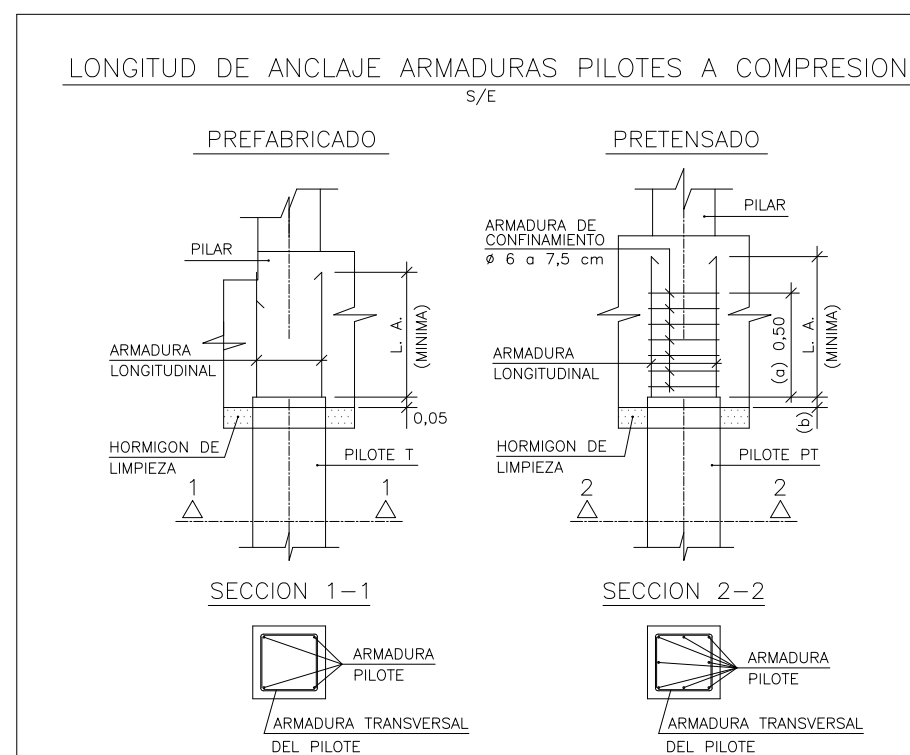 LONGITUD DE ANCLAJE ARMADURAS PILOTES A COMPRESION
S/E
PREFABRICADO
PILAR
ARMADURA
LONGITUDINAL
L. A.
(MINIMA)
0,05
HORMIGON DE
LIMPIEZA
PILOTE T
1
1
SECCION 1-1
ARMADURA
PILOTE
ARMADURA TRANSVERSAL
DEL PILOTE
PRETENSADO
PILAR
ARMADURA DE
CONFINAMIENTO
ø 6 a 7,5 cm
ARMADURA
LONGITUDINAL
(a) 0,50
L. A.
(MINIMA)
(b)
HORMIGON DE
LIMPIEZA
PILOTE PT
2
2
SECCION 2-2
ARMADURA
PILOTE
ARMADURA TRANSVERSAL
DEL PILOTE